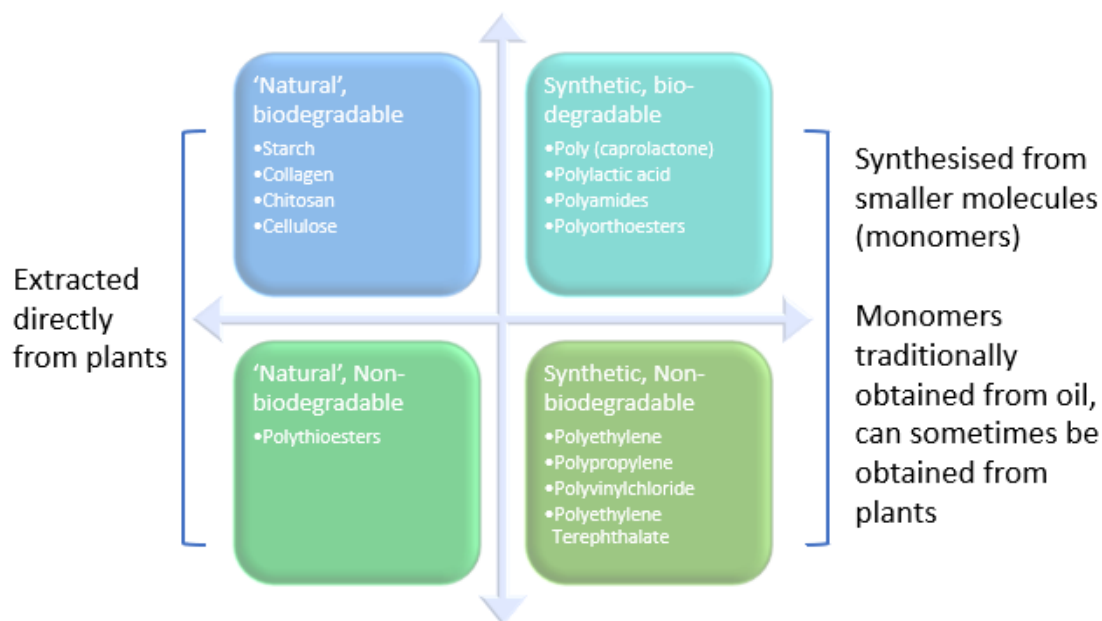 Extracted
directly
from plants
‘Natural’,
biodegradable
•Starch
•Collagen
•Chitosan
•Cellulose
Synthetic, bio-
degradable
•Poly (caprolactone)
•Polylactic acid
•Polyamides
•Polyorthoesters
‘Natural’, Non-
biodegradable
•Polythioesters
Synthetic, Non-
biodegradable
•Polyethylene
•Polypropylene
•Polyvinylchloride
•Polyethylene
Terephthalate
Synthesised from
smaller molecules
(monomers)
Monomers
traditionally
obtained from oil,
can sometimes be
obtained from
plants